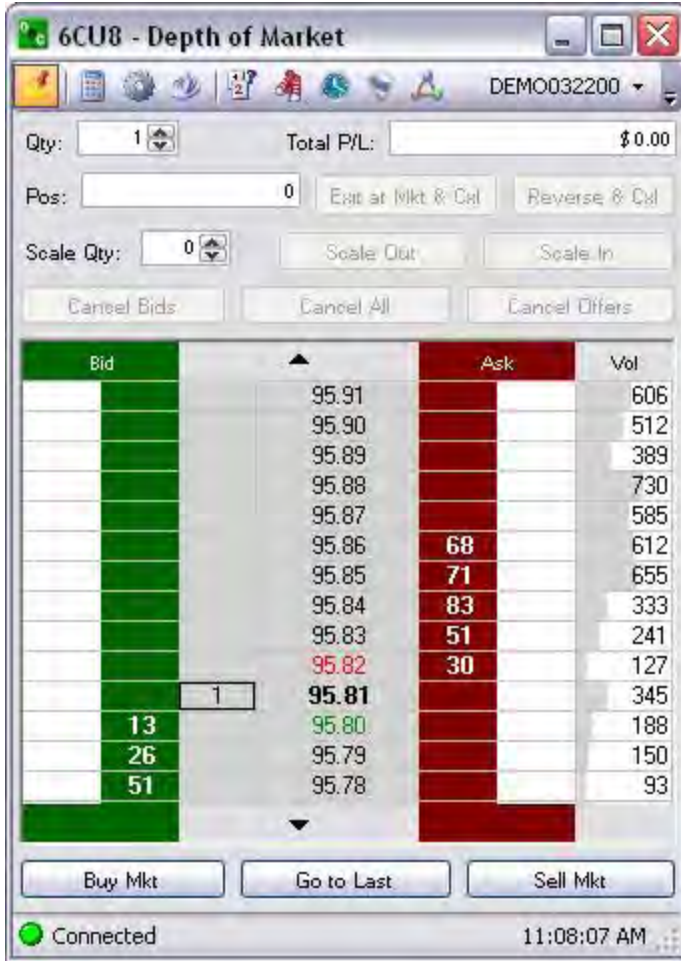 6CU8 - Depth of Market
DEMO032200
Qty: 1 Total P/L: $0.00
Pos: 0 Exit at Mkt & Cxl Reverse & Cxl
Scale Qty: 0 Scale Out Scale In
Cancel Bids Cancel All Cancel Offers
Bid Ask Vol
95.91 606
95.90 512
95.89 389
95.88 730
95.87 585
95.86 68 612
95.85 71 655
95.84 83 333
95.83 51 241
95.82 30 127
1 95.81 345
13 95.80 188
26 95.79 150
51 95.78 93
Buy Mkt Go to Last Sell Mkt
Connected 11:08:07 AM